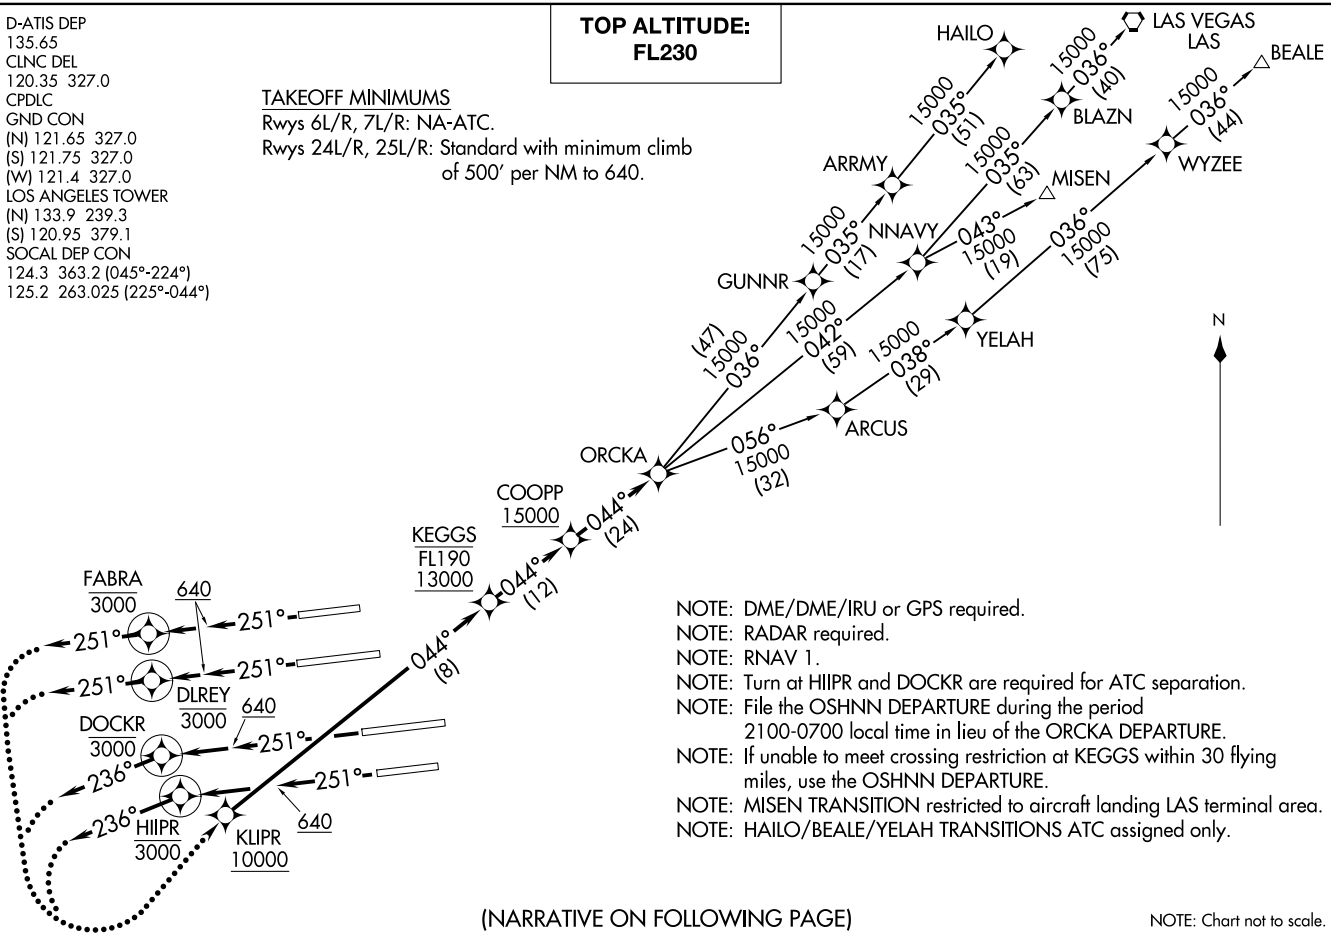 D-ATIS DEP
135.65
CLNC DEL
120.35 327.0
CPDLC
GND CON
(N) 121.65 327.0
(S) 121.75 327.0
(W) 121.4 327.0
LOS ANGELES TOWER
(N) 133.9 239.3
(S) 120.95 379.1
SOCAL DEP CON
124.3 363.2 (045°-224°)
125.2 263.025 (225°-044°)
TAKEOFF MINIMUMS
Rwys 6L/R, 7L/R: NA-ATC.
Rwys 24L/R, 25L/R: Standard with minimum climb
of 500' per NM to 640.
TOP ALTITUDE:
FL230
HAILO
15000
035°
(51)
ARRMY
15000
035°
(17)
GUNNR
(47)
15000
036°
LAS VEGAS
LAS
15000
036°
(40)
BLAZN
15000
035°
(63)
NNAVY
MISEN
043°
15000
(19)
15000
042°
(59)
BEALE
15000
036°
(44)
WYZEE
036°
15000
(75)
YELAH
15000
038°
(29)
ARCUS
056°
15000
(32)
ORCKA
044°
(24)
COOPP
15000
044°
(12)
KEGGS
FL190
13000
044°
(8)
N
FABRA
3000
640
251°
251°
251°
251°
DLREY
3000
DOCKR
3000
640
251°
236°
251°
236°
HIIPR
3000
640
KLIPR
10000
NOTE: DME/DME/IRU or GPS required.
NOTE: RADAR required.
NOTE: RNAV 1.
NOTE: Turn at HIIPR and DOCKR are required for ATC separation.
NOTE: File the OSHNN DEPARTURE during the period
2100-0700 local time in lieu of the ORCKA DEPARTURE.
NOTE: If unable to meet crossing restriction at KEGGS within 30 flying
miles, use the OSHNN DEPARTURE.
NOTE: MISEN TRANSITION restricted to aircraft landing LAS terminal area.
NOTE: HAILO/BEALE/YELAH TRANSITIONS ATC assigned only.
(NARRATIVE ON FOLLOWING PAGE)
NOTE: Chart not to scale.